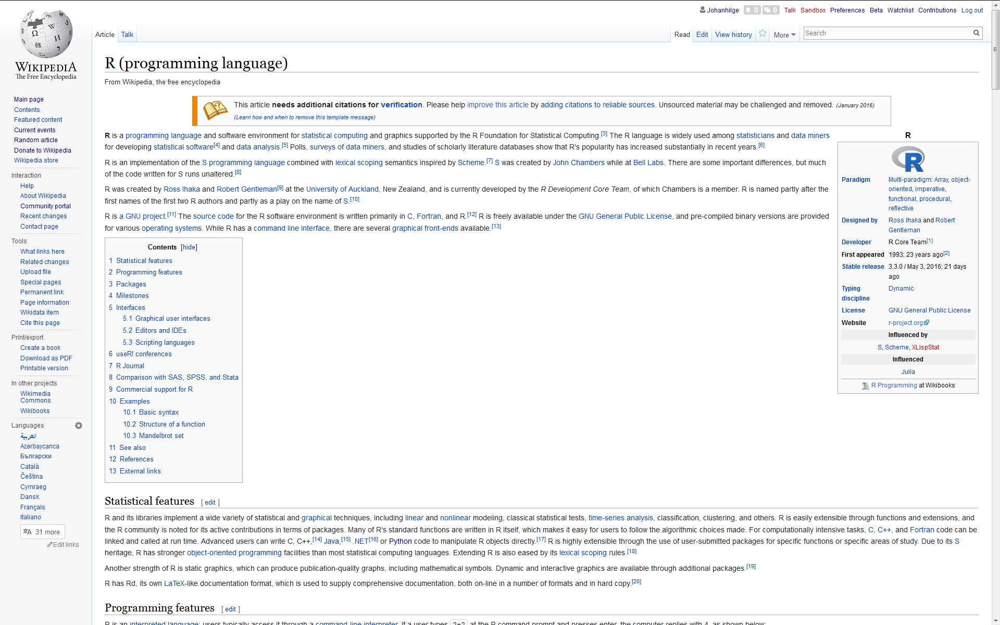 Johanhilge 0 0 Talk Sandbox Preferences Beta Watchlist Contributions Log out
Article Talk Read Edit View history More Search
WIKIPEDIA
The Free Encyclopedia
Main page
Contents
Featured content
Current events
Random article
Donate to Wikipedia
Wikipedia store
Interaction
Help
About Wikipedia
Community portal
Recent changes
Contact page
Tools
What links here
Related changes
Upload file
Special pages
Permanent link
Page information
Wikidata item
Cite this page
Print/export
Create a book
Download as PDF
Printable version
In other projects
Wikimedia
Commons
Wikibooks
Languages
العربية
Azərbaycanca
Български
Català
Čeština
Cymraeg
Dansk
Français
Italiano
31 more
Edit links
R (programming language)
From Wikipedia, the free encyclopedia
This article needs additional citations for verification. Please help improve this article by adding citations to reliable sources. Unsourced material may be challenged and removed. (January 2016)
(Learn how and when to remove this template message)
R is a programming language and software environment for statistical computing and graphics supported by the R Foundation for Statistical Computing.[3] The R language is widely used among statisticians and data miners
for developing statistical software[4] and data analysis.[5] Polls, surveys of data miners, and studies of scholarly literature databases show that R's popularity has increased substantially in recent years.[6]
R is an implementation of the S programming language combined with lexical scoping semantics inspired by Scheme.[7] S was created by John Chambers while at Bell Labs. There are some important differences, but much
of the code written for S runs unaltered.[8]
R was created by Ross Ihaka and Robert Gentleman[9] at the University of Auckland, New Zealand, and is currently developed by the R Development Core Team, of which Chambers is a member. R is named partly after the
first names of the first two R authors and partly as a play on the name of S.[10]
R is a GNU project.[11] The source code for the R software environment is written primarily in C, Fortran, and R.[12] R is freely available under the GNU General Public License, and pre-compiled binary versions are provided
for various operating systems. While R has a command line interface, there are several graphical front-ends available.[13]
R
R
Paradigm Multi-paradigm: Array, object-
oriented, imperative,
functional, procedural,
reflective
Designed by Ross Ihaka and Robert
Gentleman
Developer R Core Team[1]
First appeared 1993; 23 years ago[2]
Stable release 3.3.0 / May 3, 2016; 21 days
ago
Typing Dynamic
discipline
License GNU General Public License
Website r-project.org
Influenced by
S, Scheme, XLispStat
Influenced
Julia
R Programming at Wikibooks
Contents [hide]
1 Statistical features
2 Programming features
3 Packages
4 Milestones
5 Interfaces
5.1 Graphical user interfaces
5.2 Editors and IDEs
5.3 Scripting languages
6 useR! conferences
7 R Journal
8 Comparison with SAS, SPSS, and Stata
9 Commercial support for R
10 Examples
10.1 Basic syntax
10.2 Structure of a function
10.3 Mandelbrot set
11 See also
12 References
13 External links
Statistical features [ edit ]
R and its libraries implement a wide variety of statistical and graphical techniques, including linear and nonlinear modeling, classical statistical tests, time-series analysis, classification, clustering, and others. R is easily extensible through functions and extensions, and
the R community is noted for its active contributions in terms of packages. Many of R's standard functions are written in R itself, which makes it easy for users to follow the algorithmic choices made. For computationally intensive tasks, C, C++, and Fortran code can be
linked and called at run time. Advanced users can write C, C++,[14] Java,[15] .NET[16] or Python code to manipulate R objects directly.[17] R is highly extensible through the use of user-submitted packages for specific functions or specific areas of study. Due to its S
heritage, R has stronger object-oriented programming facilities than most statistical computing languages. Extending R is also eased by its lexical scoping rules.[18]
Another strength of R is static graphics, which can produce publication-quality graphs, including mathematical symbols. Dynamic and interactive graphics are available through additional packages.[19]
R has Rd, its own LaTeX-like documentation format, which is used to supply comprehensive documentation, both on-line in a number of formats and in hard copy.[20]
Programming features [ edit ]
R is an interpreted language; users typically access it through a command-line interpreter. If a user types 2+2 at the R command prompt and presses enter, the computer replies with 4, as shown below: